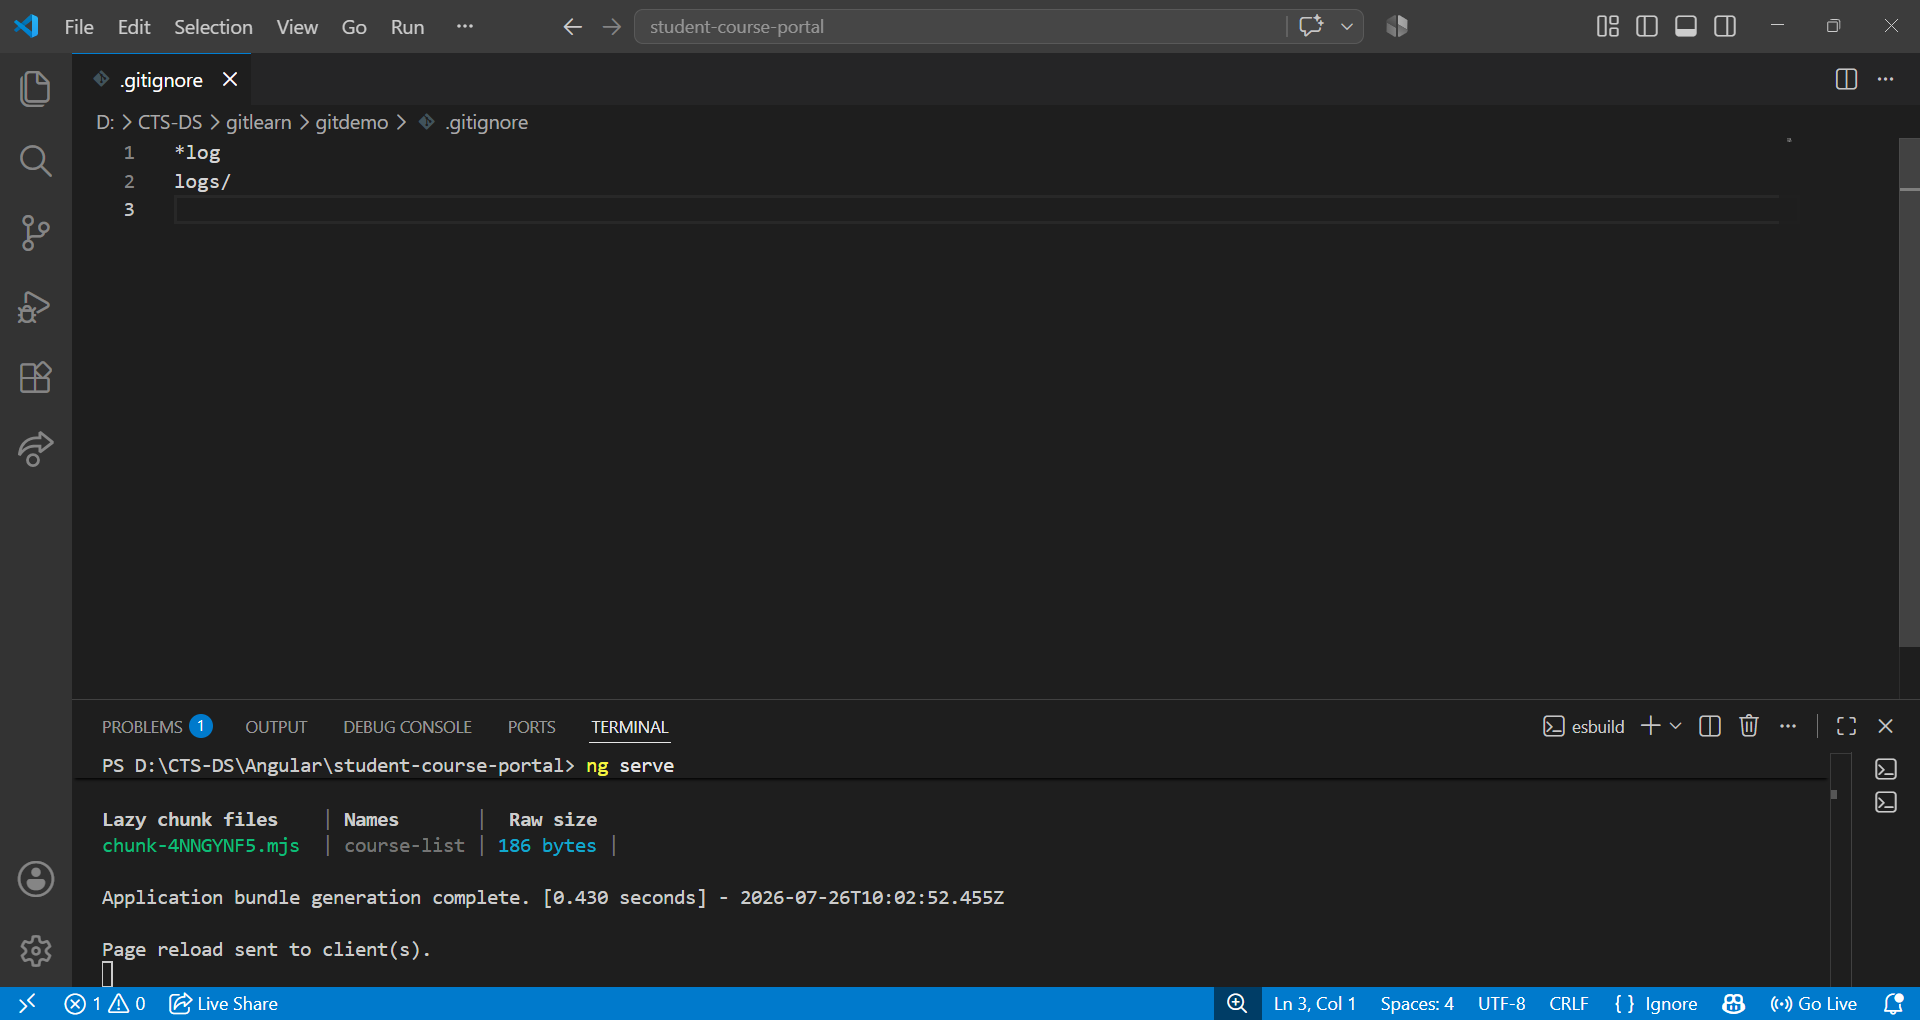 File Edit Selection View Go Run ··· student-course-portal
.gitignore
D: > CTS-DS > gitlearn > gitdemo > .gitignore
1 *log
2 logs/
3
PROBLEMS 1 OUTPUT DEBUG CONSOLE PORTS TERMINAL esbuild
PS D:\CTS-DS\Angular\student-course-portal> ng serve
Lazy chunk files | Names | Raw size
chunk-4NNGYNF5.mjs | course-list | 186 bytes |
Application bundle generation complete. [0.430 seconds] - 2026-07-26T10:02:52.455Z
Page reload sent to client(s).
1 0 Live Share Ln 3, Col 1 Spaces: 4 UTF-8 CRLF { } Ignore Go Live